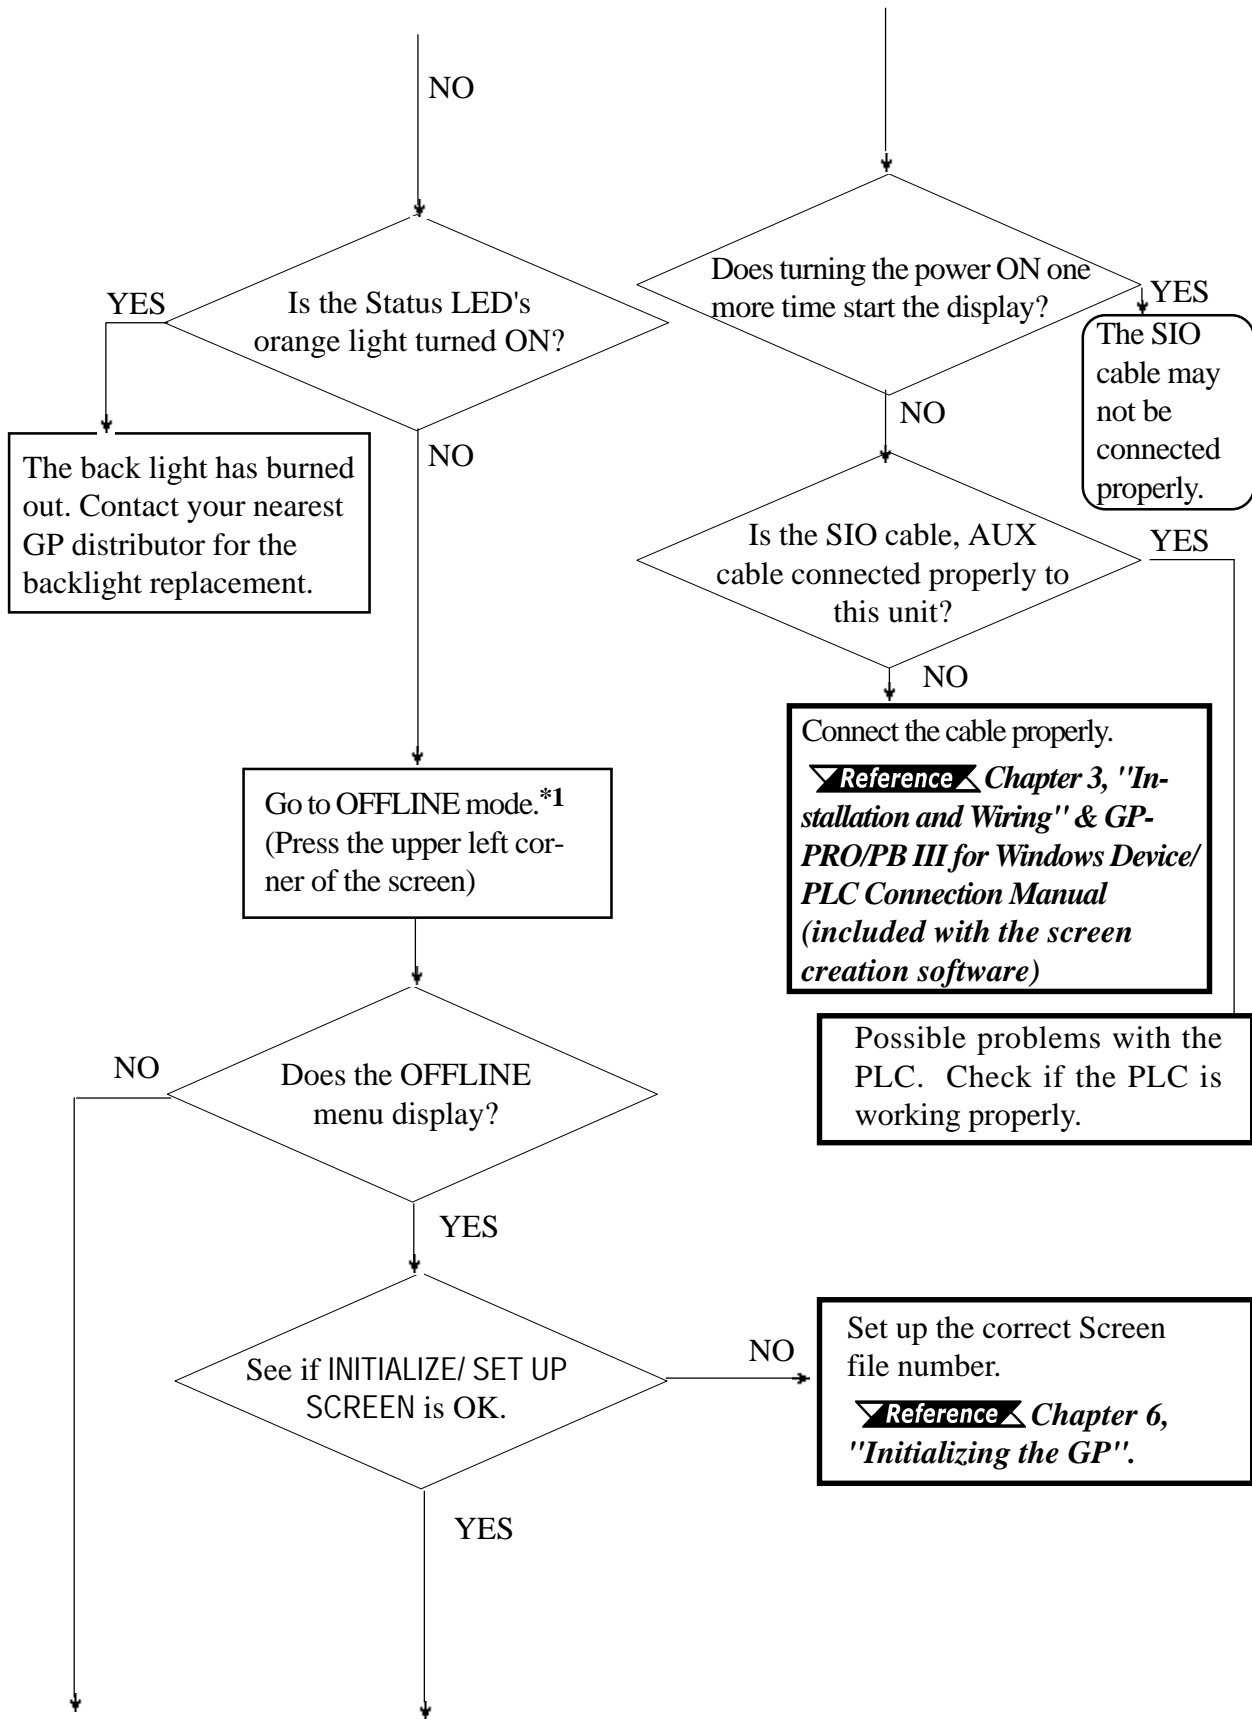 NO
Is the Status LED's
orange light turned ON?
YES
The back light has burned
out. Contact your nearest
GP distributor for the
backlight replacement.
NO
Go to OFFLINE mode.*1
(Press the upper left cor-
ner of the screen)
Does the OFFLINE
menu display?
NO
YES
See if INITIALIZE/ SET UP
SCREEN is OK.
NO
Set up the correct Screen
file number.
Reference Chapter 6,
"Initializing the GP".
YES
Does turning the power ON one
more time start the display?
YES
The SIO
cable may
not be
connected
properly.
NO
Is the SIO cable, AUX
cable connected properly to
this unit?
YES
NO
Connect the cable properly.
Reference Chapter 3, "In-
stallation and Wiring" & GP-
PRO/PB III for Windows Device/
PLC Connection Manual
(included with the screen
creation software)
Possible problems with the
PLC. Check if the PLC is
working properly.